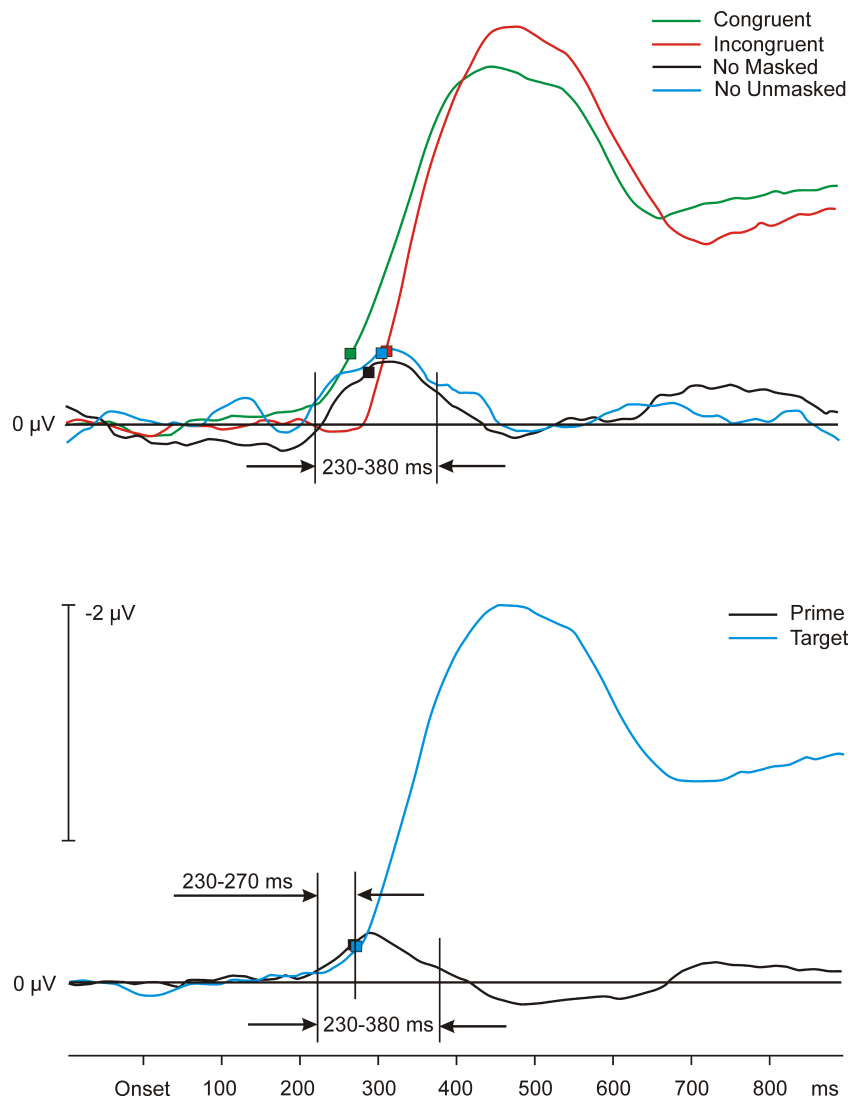 Congruent
Incongruent
No Masked
No Unmasked
0 µV
230-380 ms
-2 µV
Prime
Target
230-270 ms
0 µV
230-380 ms
Onset 100 200 300 400 500 600 700 800 ms